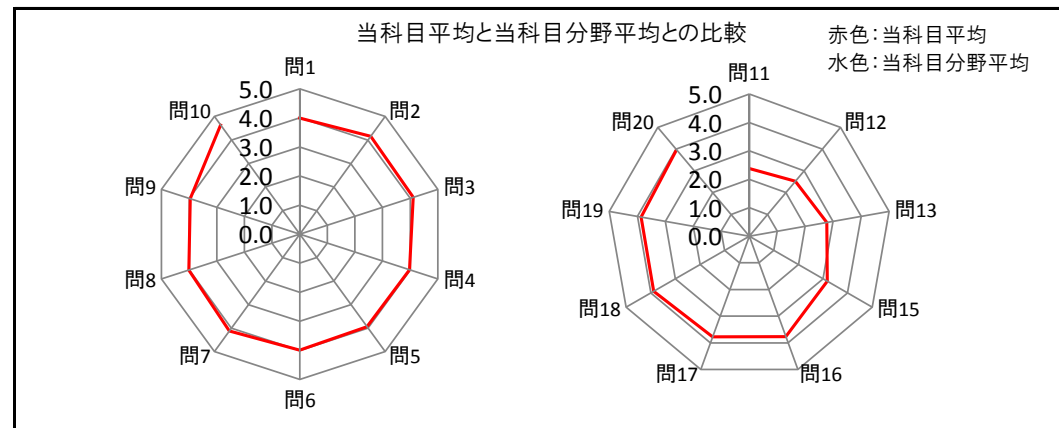 当科目平均と当科目分野平均との比較
赤色：当科目平均
水色：当科目分野平均
問1
問2
問3
問4
問5
問6
問7
問8
問9
問10
5.0
4.0
3.0
2.0
1.0
0.0
問11
問12
問13
問15
問16
問17
問18
問19
問20
5.0
4.0
3.0
2.0
1.0
0.0